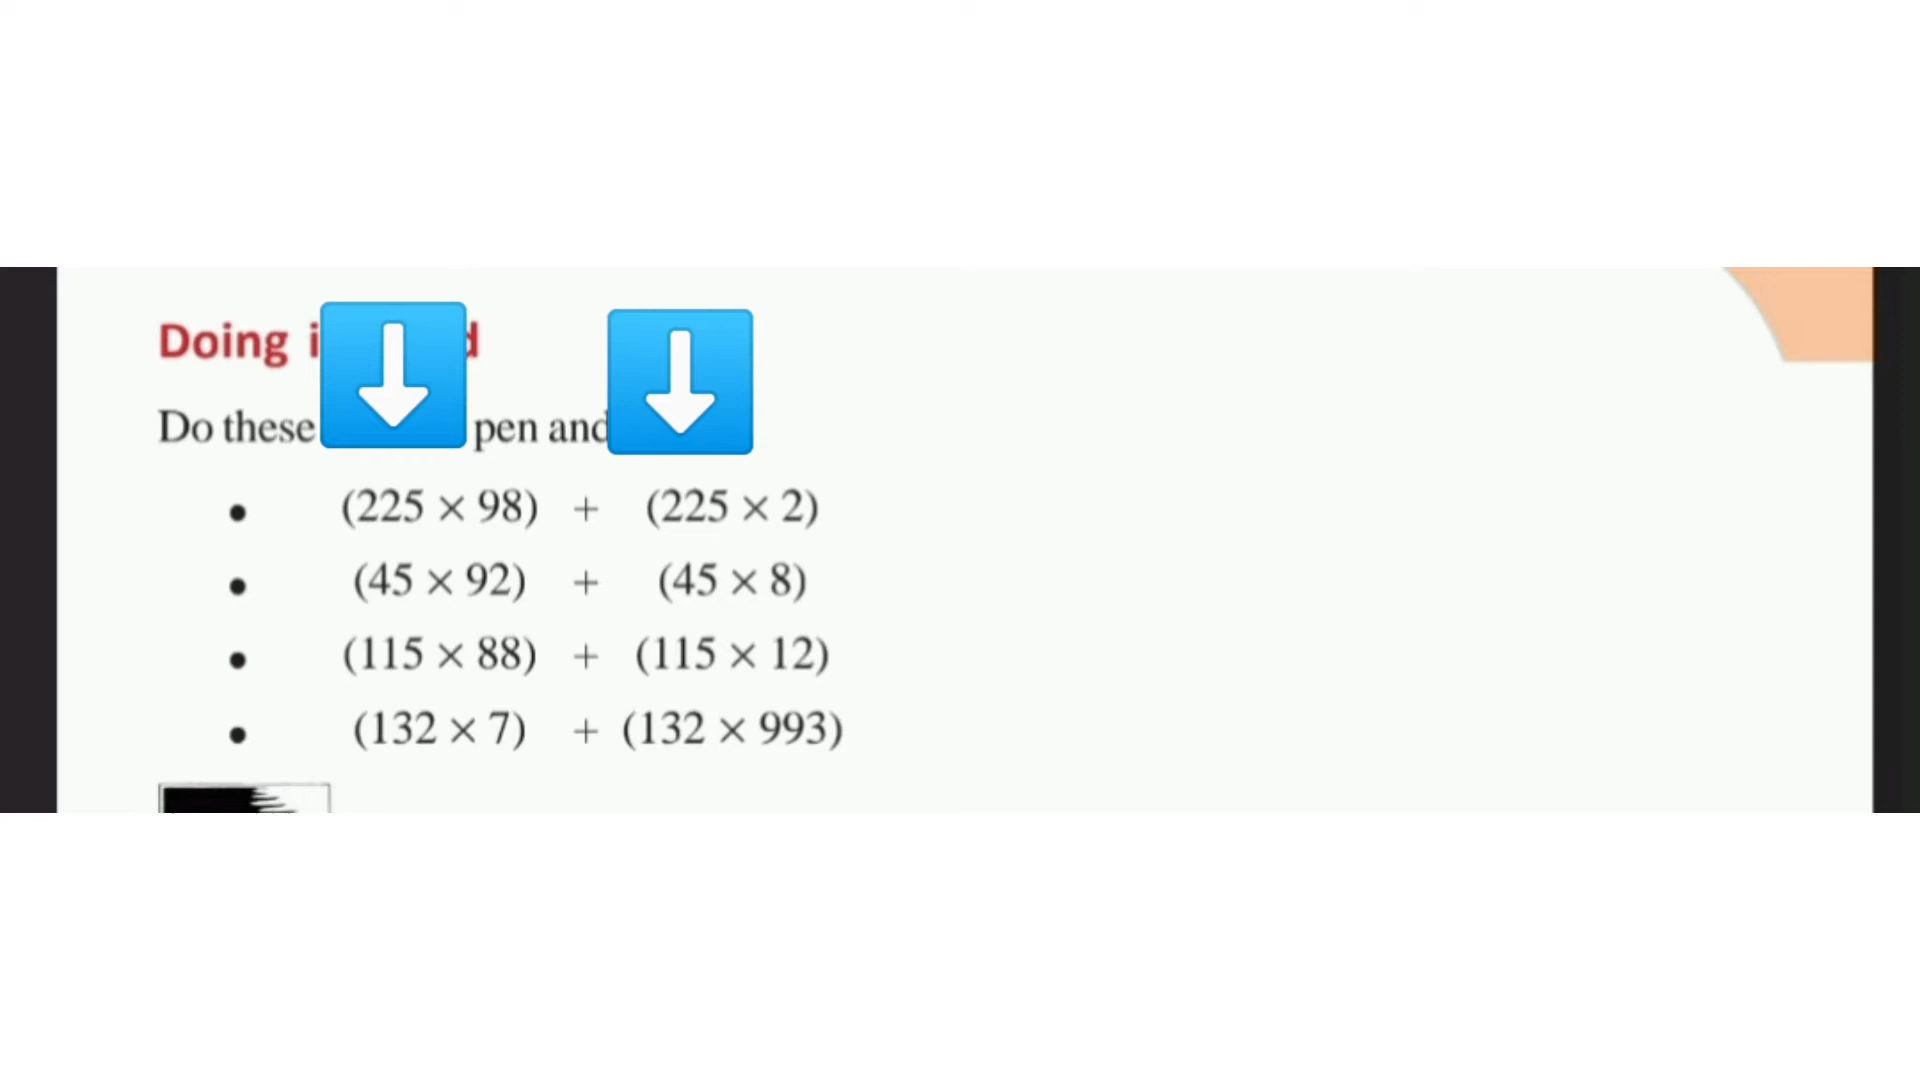 Doing i
Do these pen and
• (225 × 98) + (225 × 2)
• (45 × 92) + (45 × 8)
• (115 × 88) + (115 × 12)
• (132 × 7) + (132 × 993)